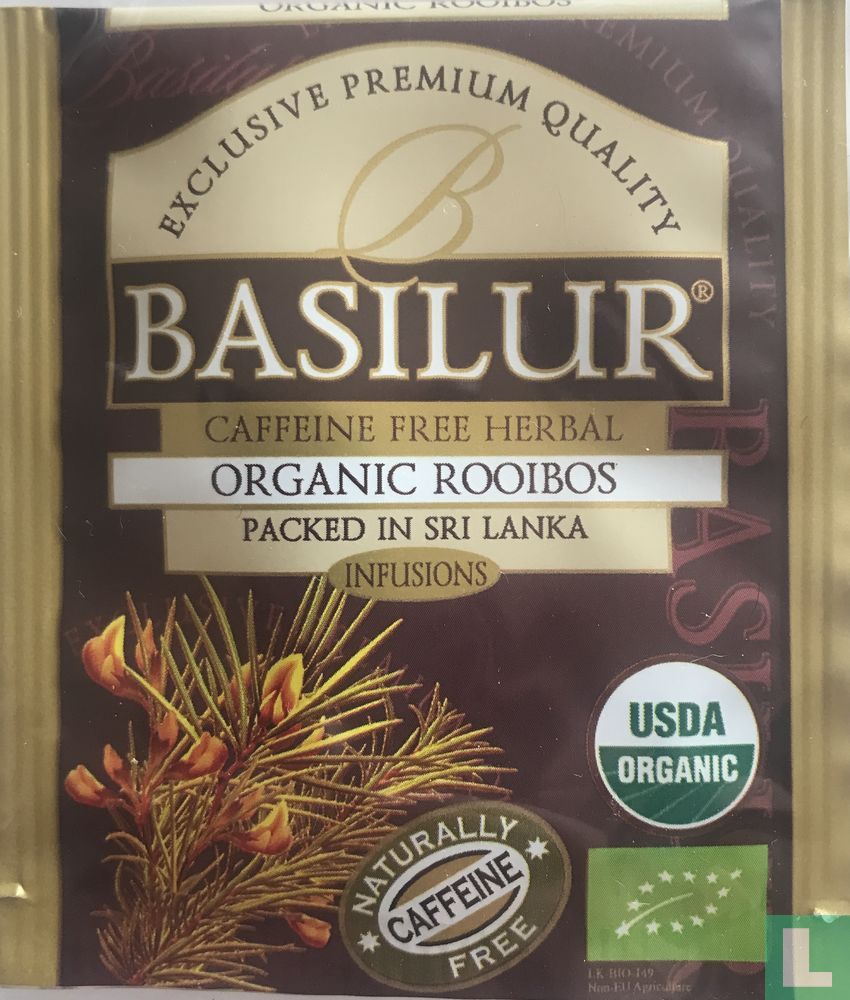 ORGANIC ROOIBOS
EXCLUSIVE PREMIUM QUALITY
B
BASILUR®
CAFFEINE FREE HERBAL
ORGANIC ROOIBOS
PACKED IN SRI LANKA
INFUSIONS
USDA
ORGANIC
NATURALLY
CAFFEINE
FREE
LK BIO-149
Non-EU Agriculture
L